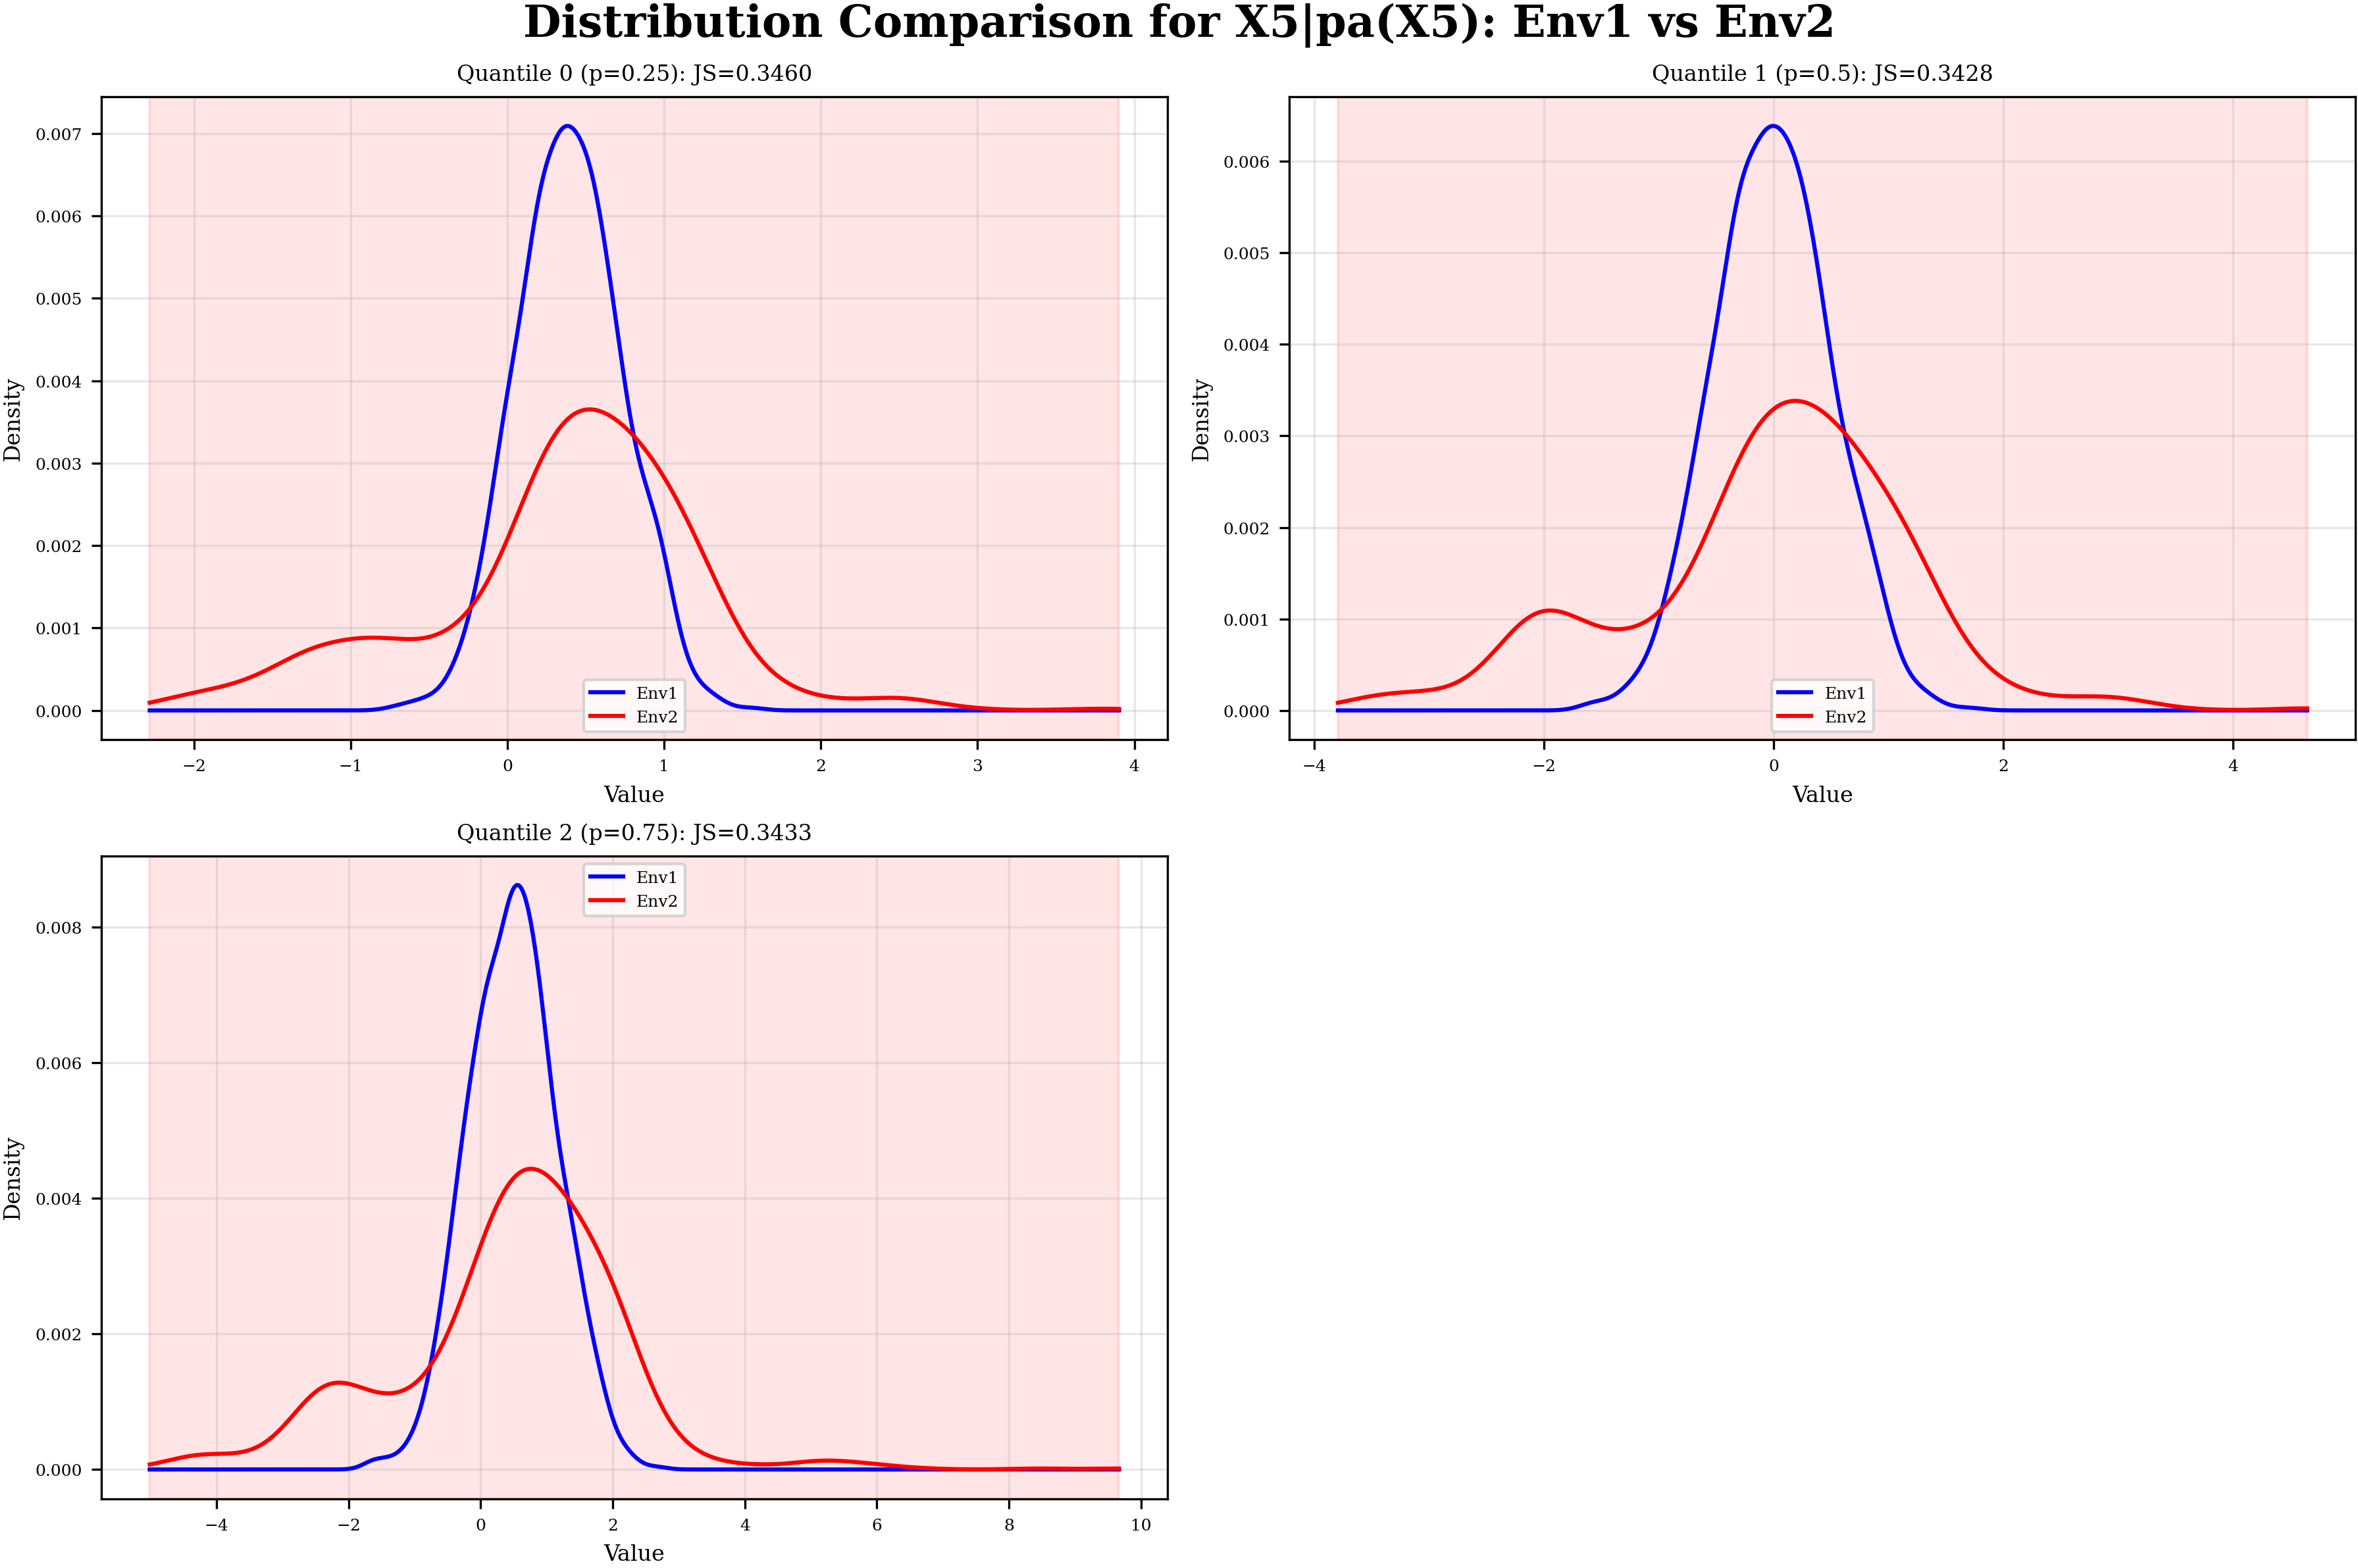 Distribution Comparison for X5|pa(X5): Env1 vs Env2
Quantile 0 (p=0.25): JS=0.3460
Density
0.007
0.006
0.005
0.004
0.003
0.002
0.001
0.000
Env1
Env2
−2
−1
0
1
2
3
4
Value
Quantile 1 (p=0.5): JS=0.3428
Density
0.006
0.005
0.004
0.003
0.002
0.001
0.000
Env1
Env2
−4
−2
0
2
4
Value
Quantile 2 (p=0.75): JS=0.3433
Density
0.008
0.006
0.004
0.002
0.000
Env1
Env2
−4
−2
0
2
4
6
8
10
Value